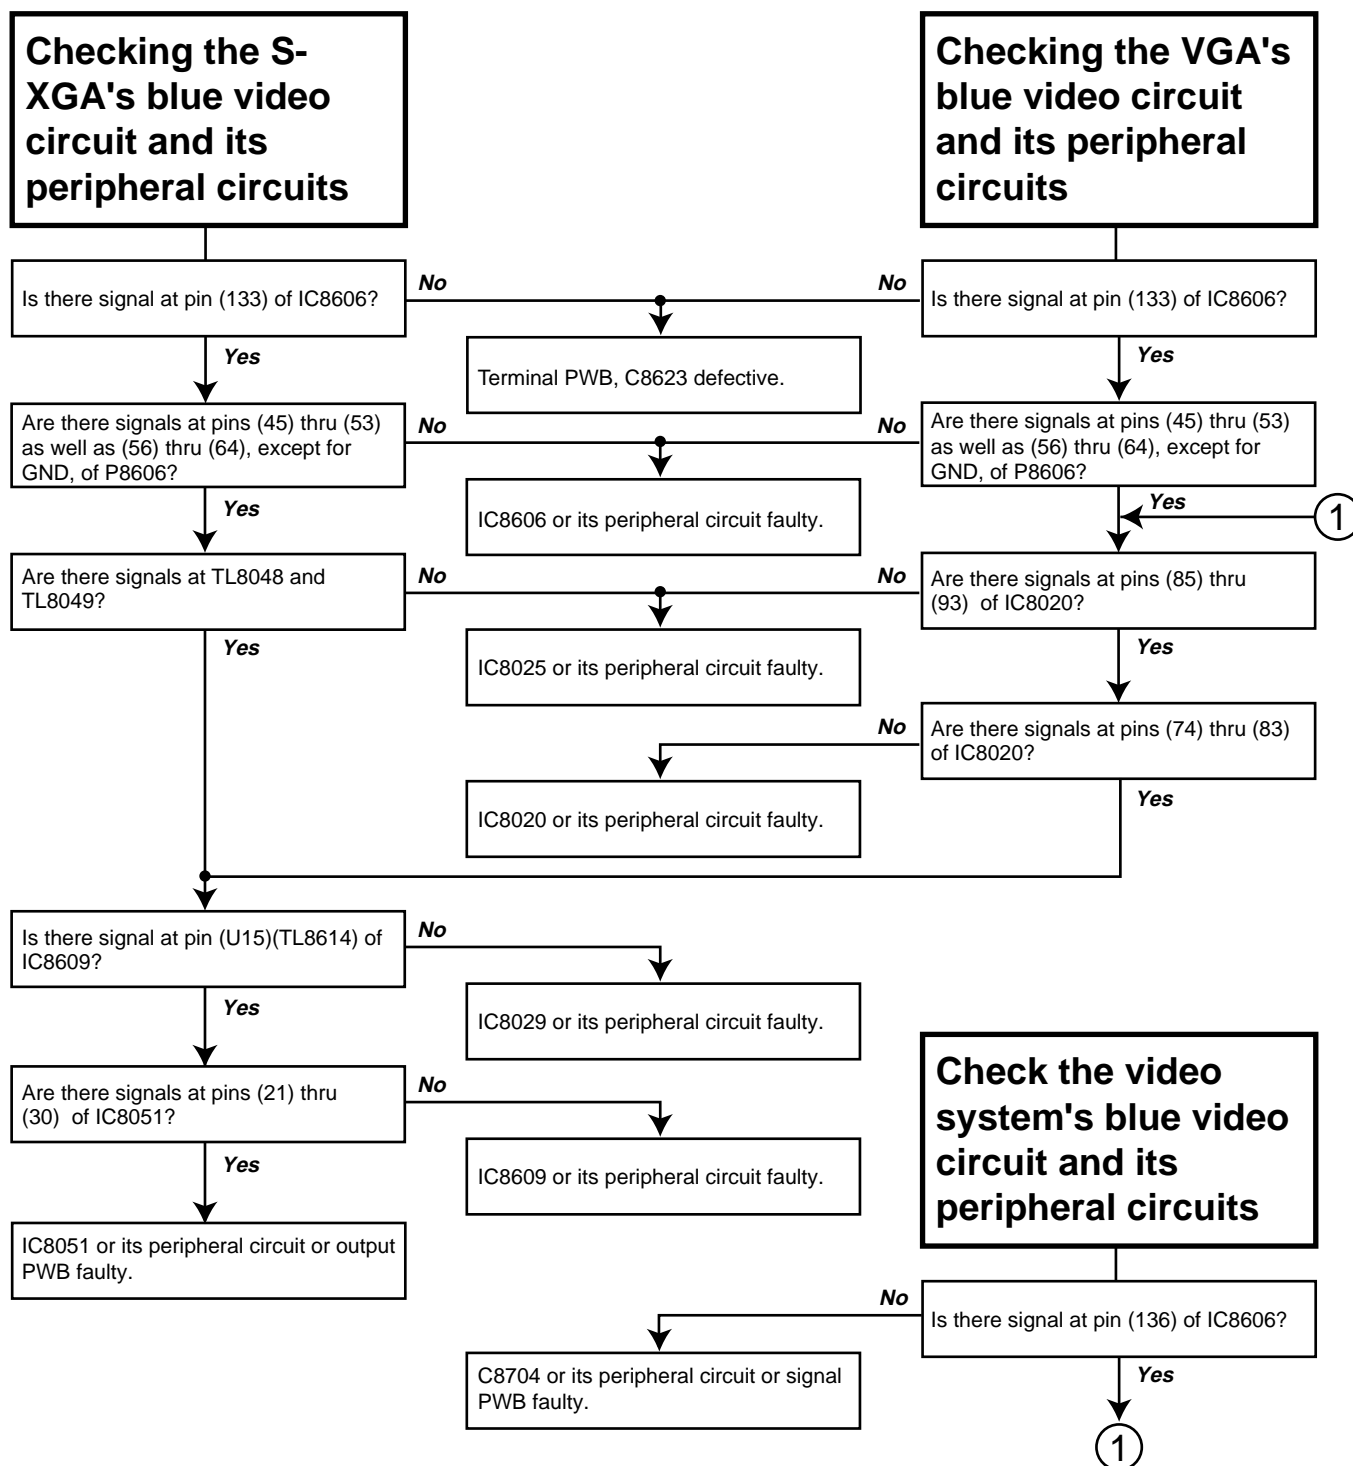 Checking the S-
XGA's blue video
circuit and its
peripheral circuits
Checking the VGA's
blue video circuit
and its peripheral
circuits
Is there signal at pin (133) of IC8606?
No
No
Is there signal at pin (133) of IC8606?
Yes
Terminal PWB, C8623 defective.
Yes
Are there signals at pins (45) thru (53)
as well as (56) thru (64), except for
GND, of P8606?
No
No
Are there signals at pins (45) thru (53)
as well as (56) thru (64), except for
GND, of P8606?
Yes
IC8606 or its peripheral circuit faulty.
Yes
1
Are there signals at TL8048 and
TL8049?
No
No
Are there signals at pins (85) thru
(93) of IC8020?
Yes
IC8025 or its peripheral circuit faulty.
Yes
No
Are there signals at pins (74) thru (83)
of IC8020?
IC8020 or its peripheral circuit faulty.
Yes
Is there signal at pin (U15)(TL8614) of
IC8609?
No
Yes
IC8029 or its peripheral circuit faulty.
Are there signals at pins (21) thru
(30) of IC8051?
No
Yes
IC8609 or its peripheral circuit faulty.
IC8051 or its peripheral circuit or output
PWB faulty.
Check the video
system's blue video
circuit and its
peripheral circuits
No
Is there signal at pin (136) of IC8606?
C8704 or its peripheral circuit or signal
PWB faulty.
Yes
1